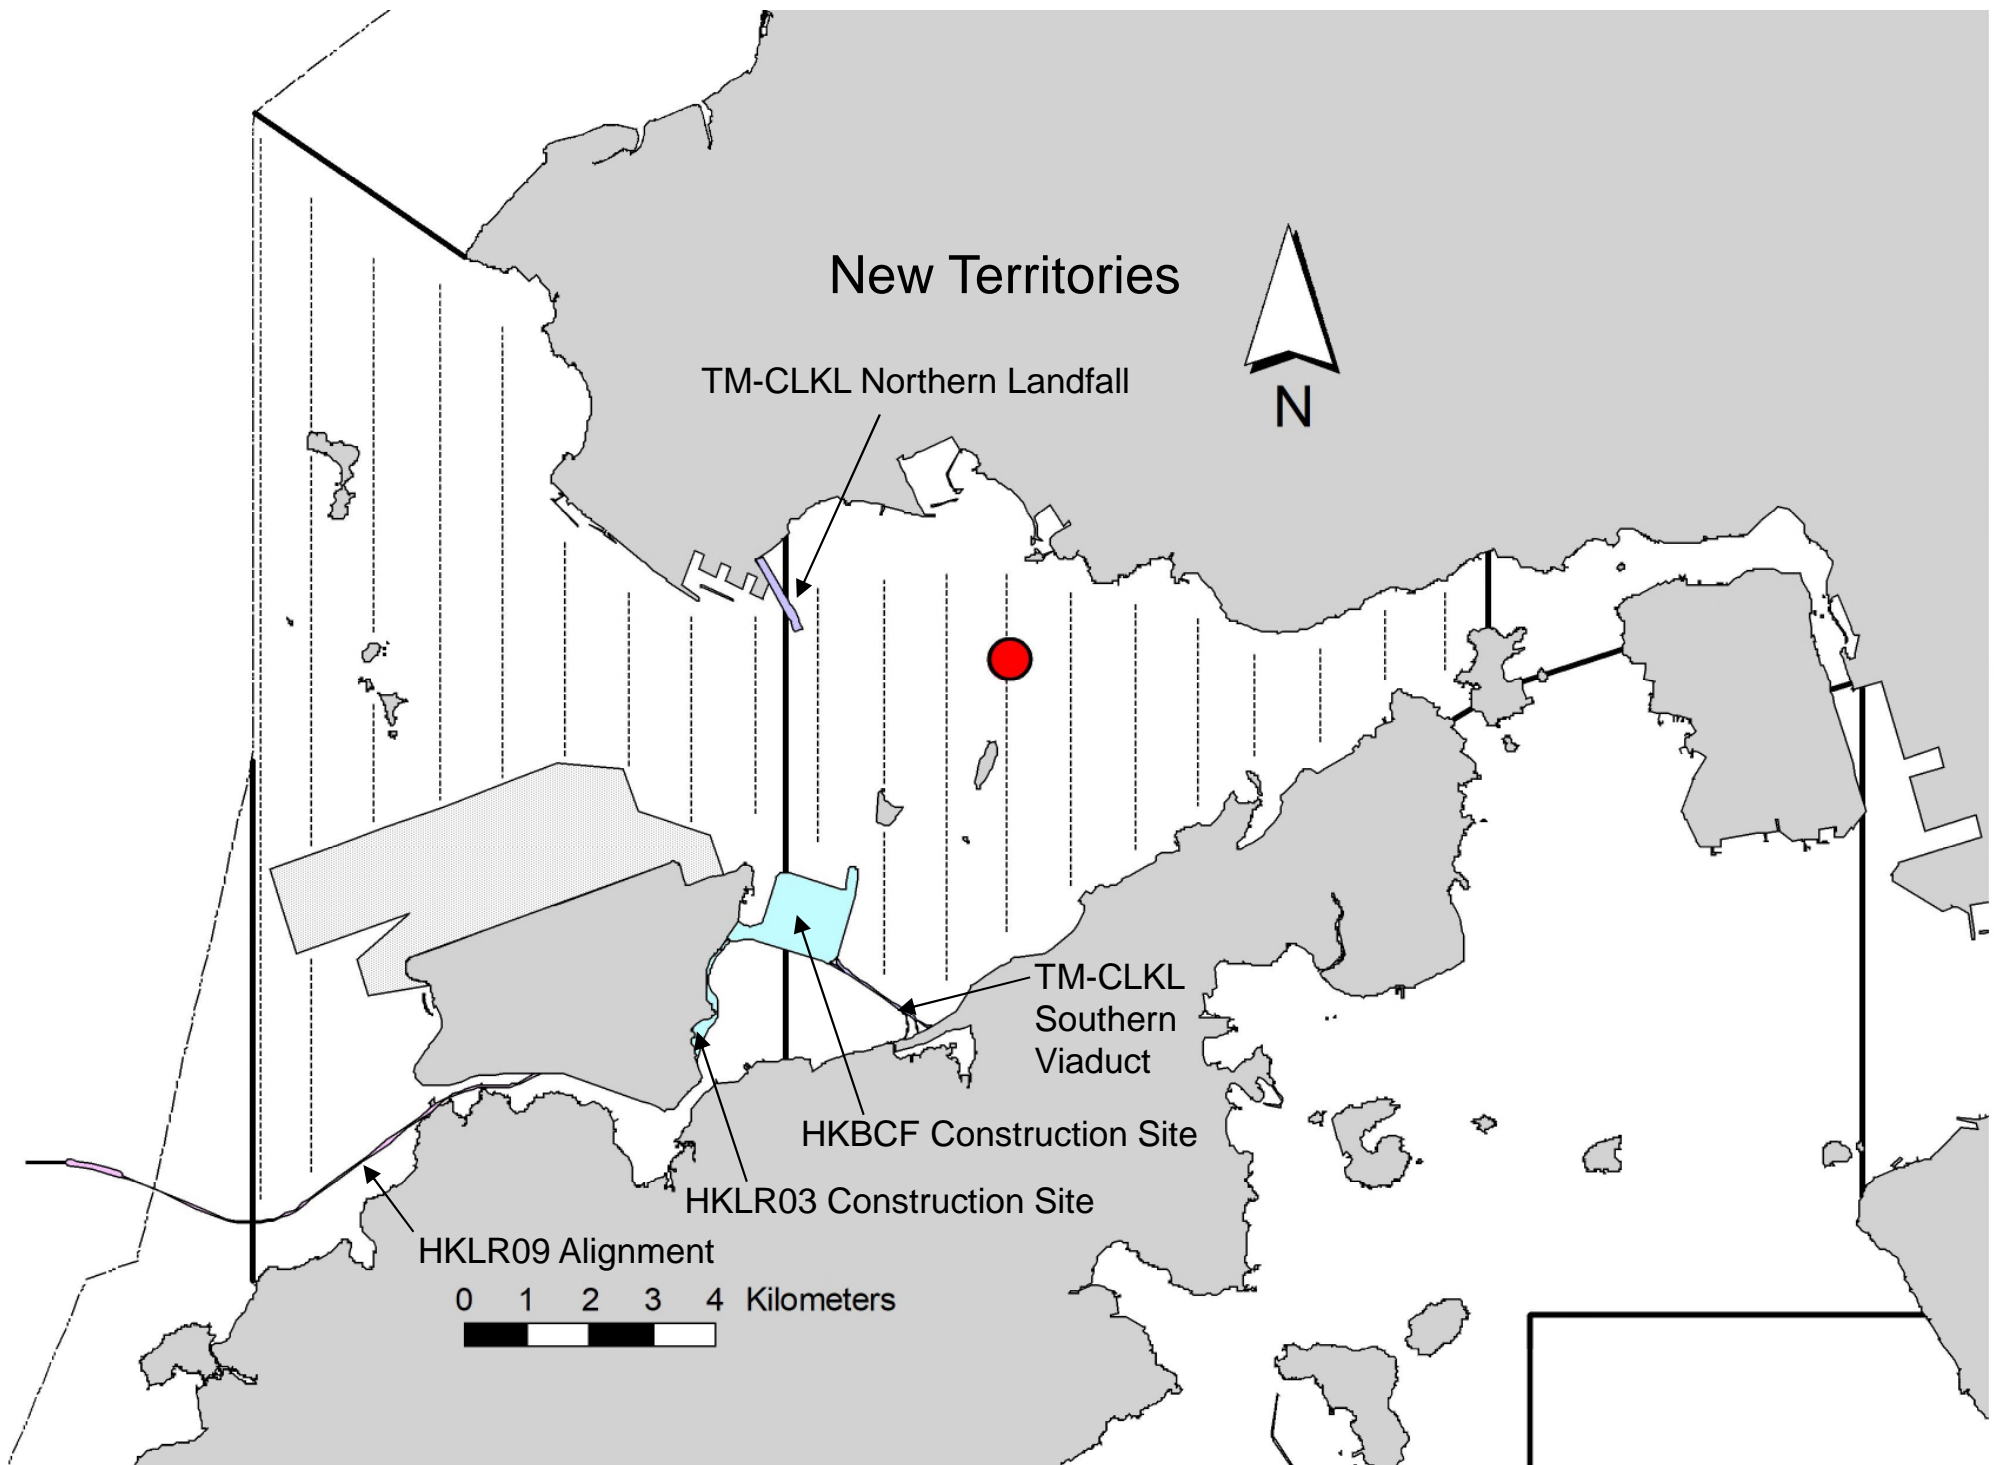 New Territories
TM-CLKL Northern Landfall
N
TM-CLKL
Southern
Viaduct
HKBCF Construction Site
HKLR03 Construction Site
HKLR09 Alignment
0 1 2 3 4 Kilometers